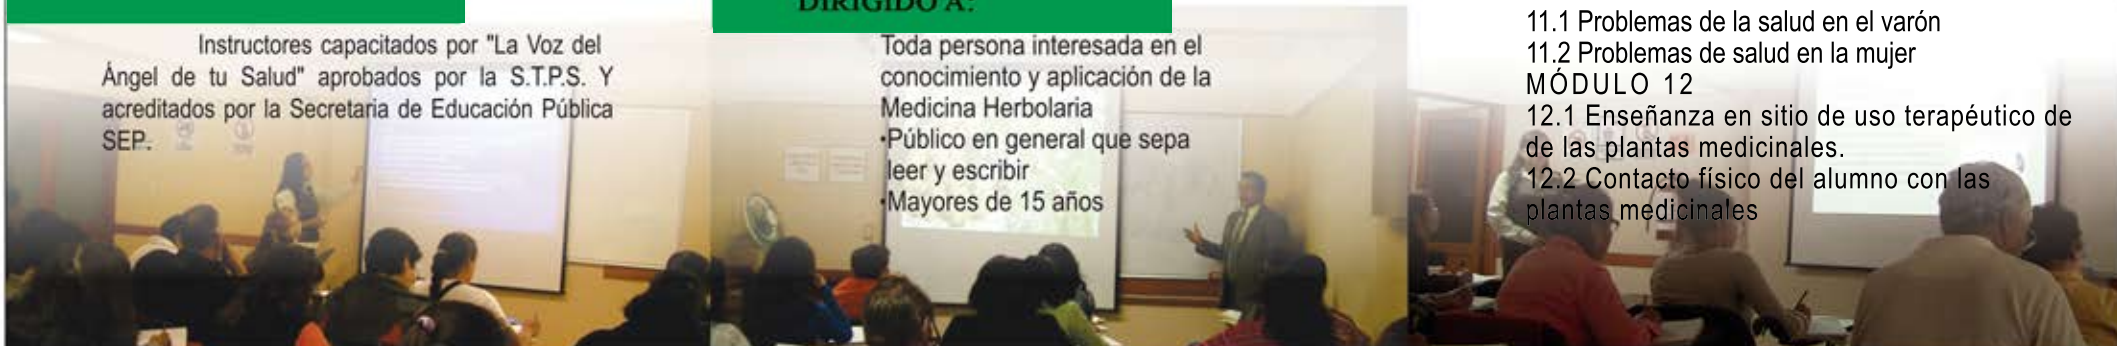 Instructores capacitados por "La Voz del
Ángel de tu Salud" aprobados por la S.T.P.S. Y
acreditados por la Secretaria de Educación Pública
SEP.
DIRIGIDO A:
Toda persona interesada en el
conocimiento y aplicación de la
Medicina Herbolaria
•Público en general que sepa
leer y escribir
•Mayores de 15 años
11.1 Problemas de la salud en el varón
11.2 Problemas de salud en la mujer
MÓDULO 12
12.1 Enseñanza en sitio de uso terapéutico de
de las plantas medicinales.
12.2 Contacto físico del alumno con las
plantas medicinales